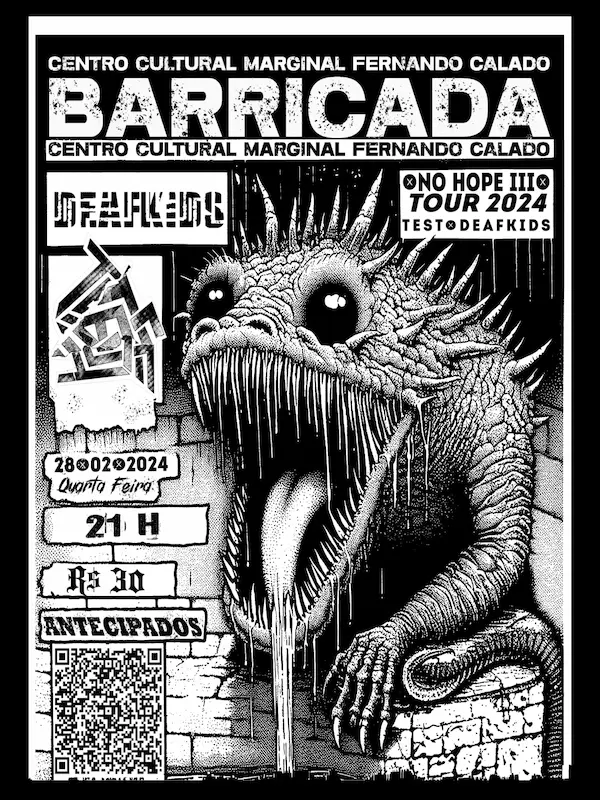 CENTRO CULTURAL MARGINAL FERNANDO CALADO
BARRICADA
CENTRO CULTURAL MARGINAL FERNANDO CALADO
DEAFKIDS
NO HOPE III
TOUR 2024
TEST DEAFKIDS
28 02 2024
Quarta Feira
21 H
R$ 30
ANTECIPADOS